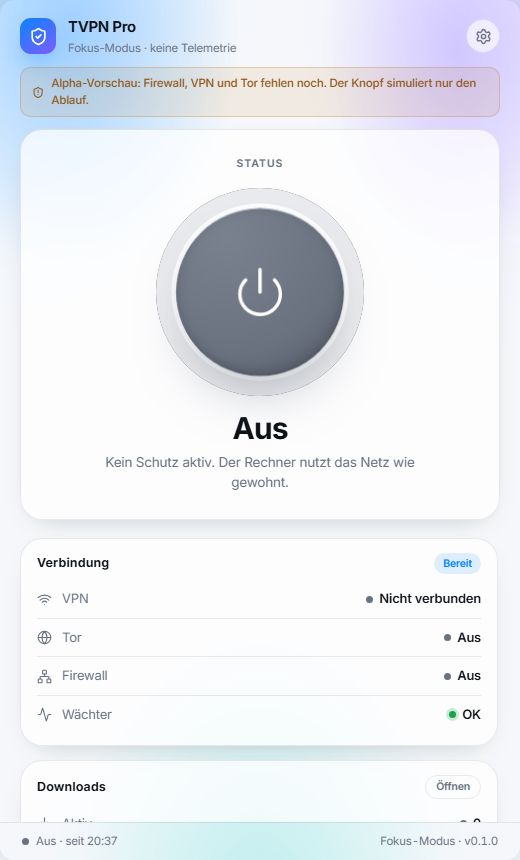 TVPN Pro
Fokus-Modus · keine Telemetrie
Alpha-Vorschau: Firewall, VPN und Tor fehlen noch. Der Knopf simuliert nur den
Ablauf.
STATUS
Aus
Kein Schutz aktiv. Der Rechner nutzt das Netz wie
gewohnt.
Verbindung
Bereit
VPN
Nicht verbunden
Tor
Aus
Firewall
Aus
Wächter
OK
Downloads
Öffnen
Aktiv
0
Aus · seit 20:37
Fokus-Modus · v0.1.0